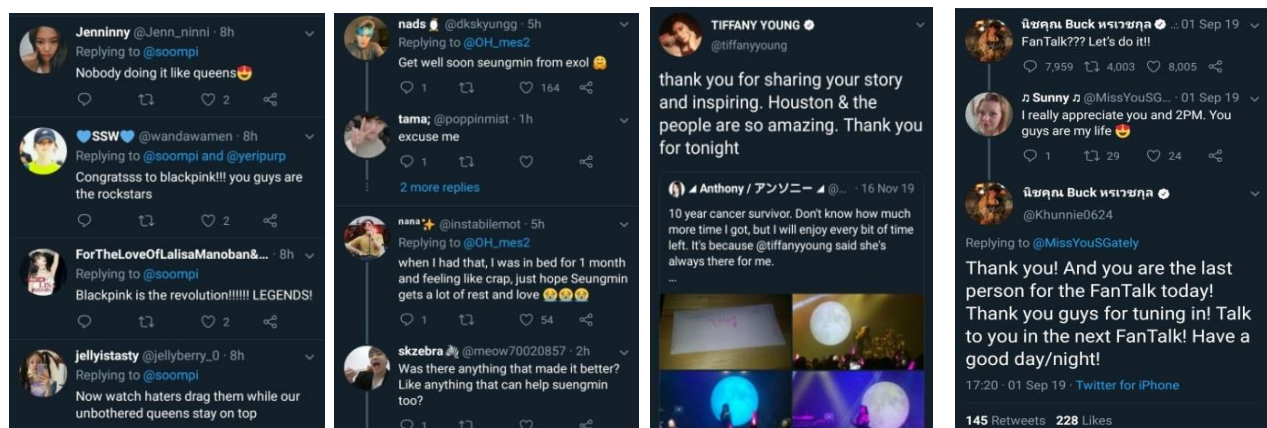 Jenninny @Jenn_ninni · 8h
Replying to @soompi
Nobody doing it like queens😍
2
💙SSW💙 @wandawamen · 8h
Replying to @soompi and @yeripurp
Congratsss to blackpink!!! you guys are
the rockstars
2
ForTheLoveOfLalisaManoban&... · 8h
Replying to @soompi
Blackpink is the revolution!!!!!! LEGENDS!
2
jellyistasty @jellyberry_0 · 8h
Replying to @soompi
Now watch haters drag them while our
unbothered queens stay on top
nads @dkskyungg · 5h
Replying to @OH_mes2
Get well soon seungmin from exol 🤗
1 164
tama; @poppinmist · 1h
excuse me
1
2 more replies
nana✨ @instabilemot · 5h
Replying to @OH_mes2
when I had that, I was in bed for 1 month
and feeling like crap, just hope Seungmin
gets a lot of rest and love 😭😭😭
1 54
skzebra @meow70020857 · 2h
Was there anything that made it better?
Like anything that can help suengmin
too?
1 1
TIFFANY YOUNG
@tiffanyyoung
thank you for sharing your story
and inspiring. Houston & the
people are so amazing. Thank you
for tonight
Anthony / アンソニー @... · 16 Nov 19
10 year cancer survivor. Don't know how much
more time I got, but I will enjoy every bit of time
left. It's because @tiffanyyoung said she's
always there for me.
...
นิชคุณ Buck หรเวชกุล ... · 01 Sep 19
FanTalk??? Let's do it!!
7,959 4,003 8,005
♫ Sunny ♫ @MissYouSG... · 01 Sep 19
I really appreciate you and 2PM. You
guys are my life 😍
1 29 24
นิชคุณ Buck หรเวชกุล
@Khunnie0624
Replying to @MissYouSGately
Thank you! And you are the last
person for the FanTalk today!
Thank you guys for tuning in! Talk
to you in the next FanTalk! Have a
good day/night!
17:20 · 01 Sep 19 · Twitter for iPhone
145 Retweets 228 Likes